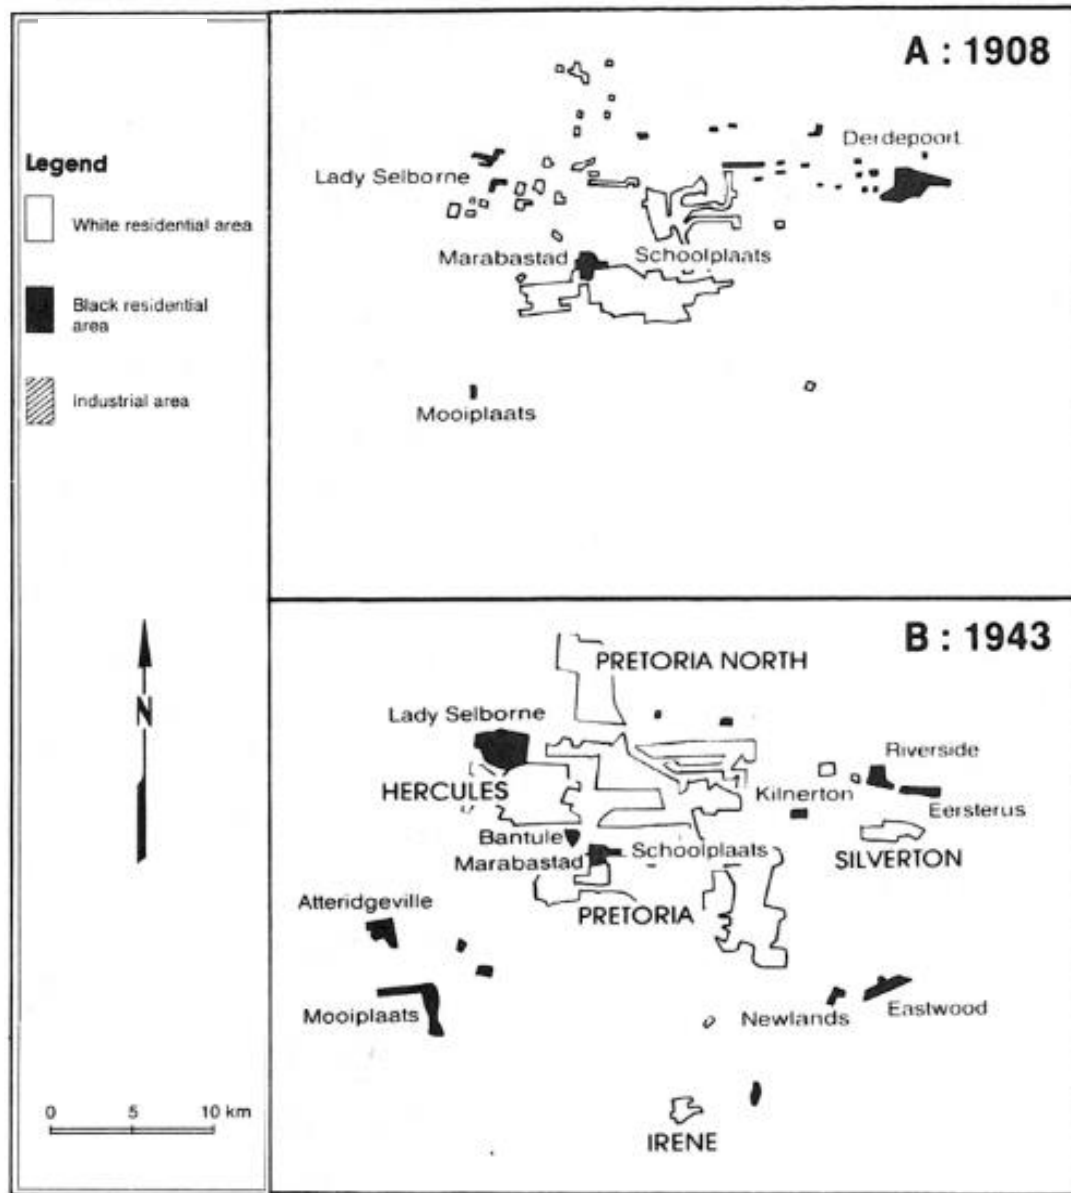 Legend
White residential area
Black residential
area
Industrial area
N
0 5 10 km
A : 1908
Derdepoort
Lady Selborne
Marabastad
Schoolplaats
Mooiplaats
B : 1943
PRETORIA NORTH
Lady Selborne
Riverside
HERCULES
Kilnerton
Eersterus
Bantule
Marabastad
Schoolplaats
SILVERTON
Atteridgeville
PRETORIA
Mooiplaats
Newlands
Eastwood
IRENE